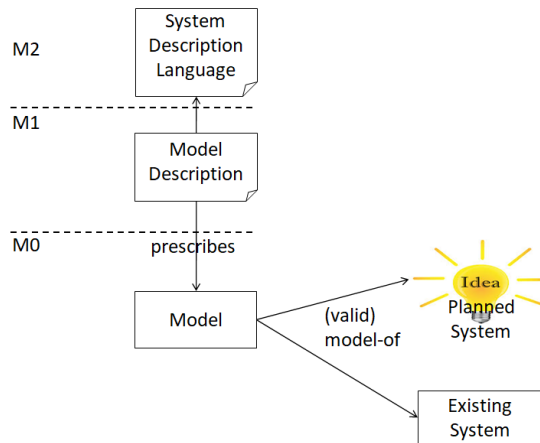 M2
System
Description
Language
M1
Model
Description
M0
prescribes
Model
(valid)
model-of
Idea
Planned
System
Existing
System